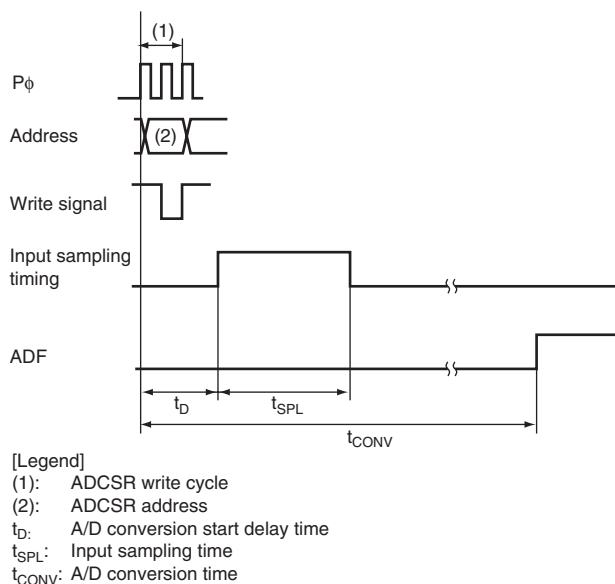 (1)
Pϕ
Address
(2)
Write signal
Input sampling
timing
ADF
tD
tSPL
tCONV
[Legend]
(1): ADCSR write cycle
(2): ADCSR address
tD: A/D conversion start delay time
tSPL: Input sampling time
tCONV: A/D conversion time